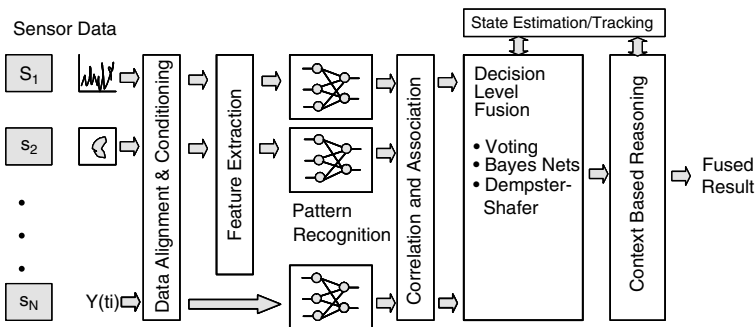 State Estimation/Tracking
Sensor Data
S1
s2
sN
Y(ti)
Data Alignment & Conditioning
Feature Extraction
Pattern
Recognition
Correlation and Association
Decision
Level
Fusion
• Voting
• Bayes Nets
• Dempster-
Shafer
Context Based Reasoning
Fused
Result